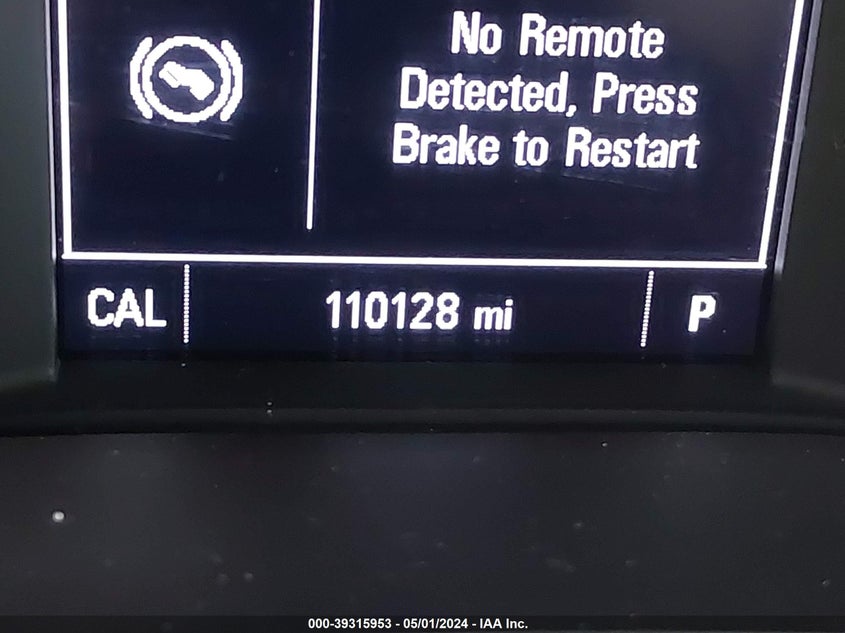 No Remote
Detected, Press
Brake to Restart
CAL 110128 mi P
000-39315953 - 05/01/2024 - IAA Inc.